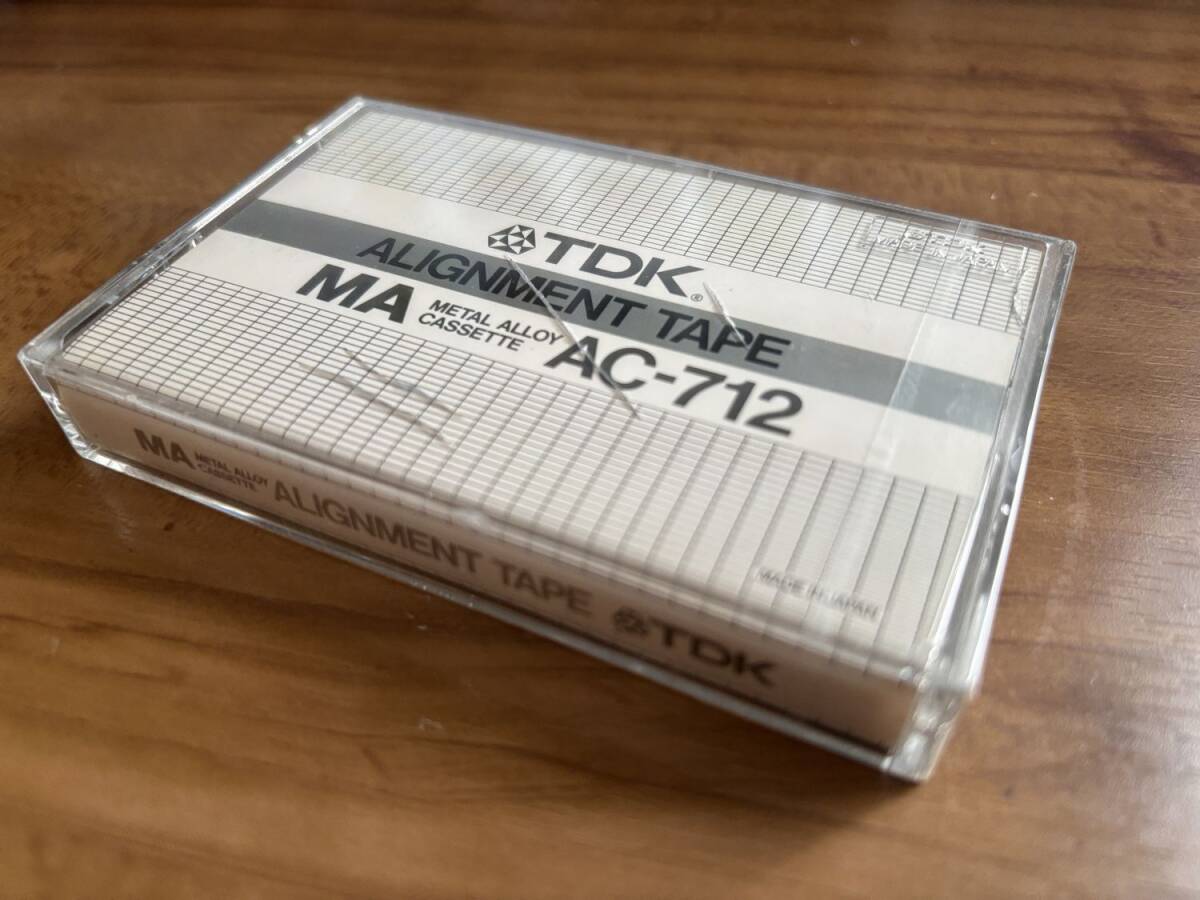 TDK®
ALIGNMENT TAPE
MA METAL ALLOY CASSETTE AC-712
MADE IN JAPAN
MADE IN JAPAN
MA METAL ALLOY CASSETTE ALIGNMENT TAPE TDK